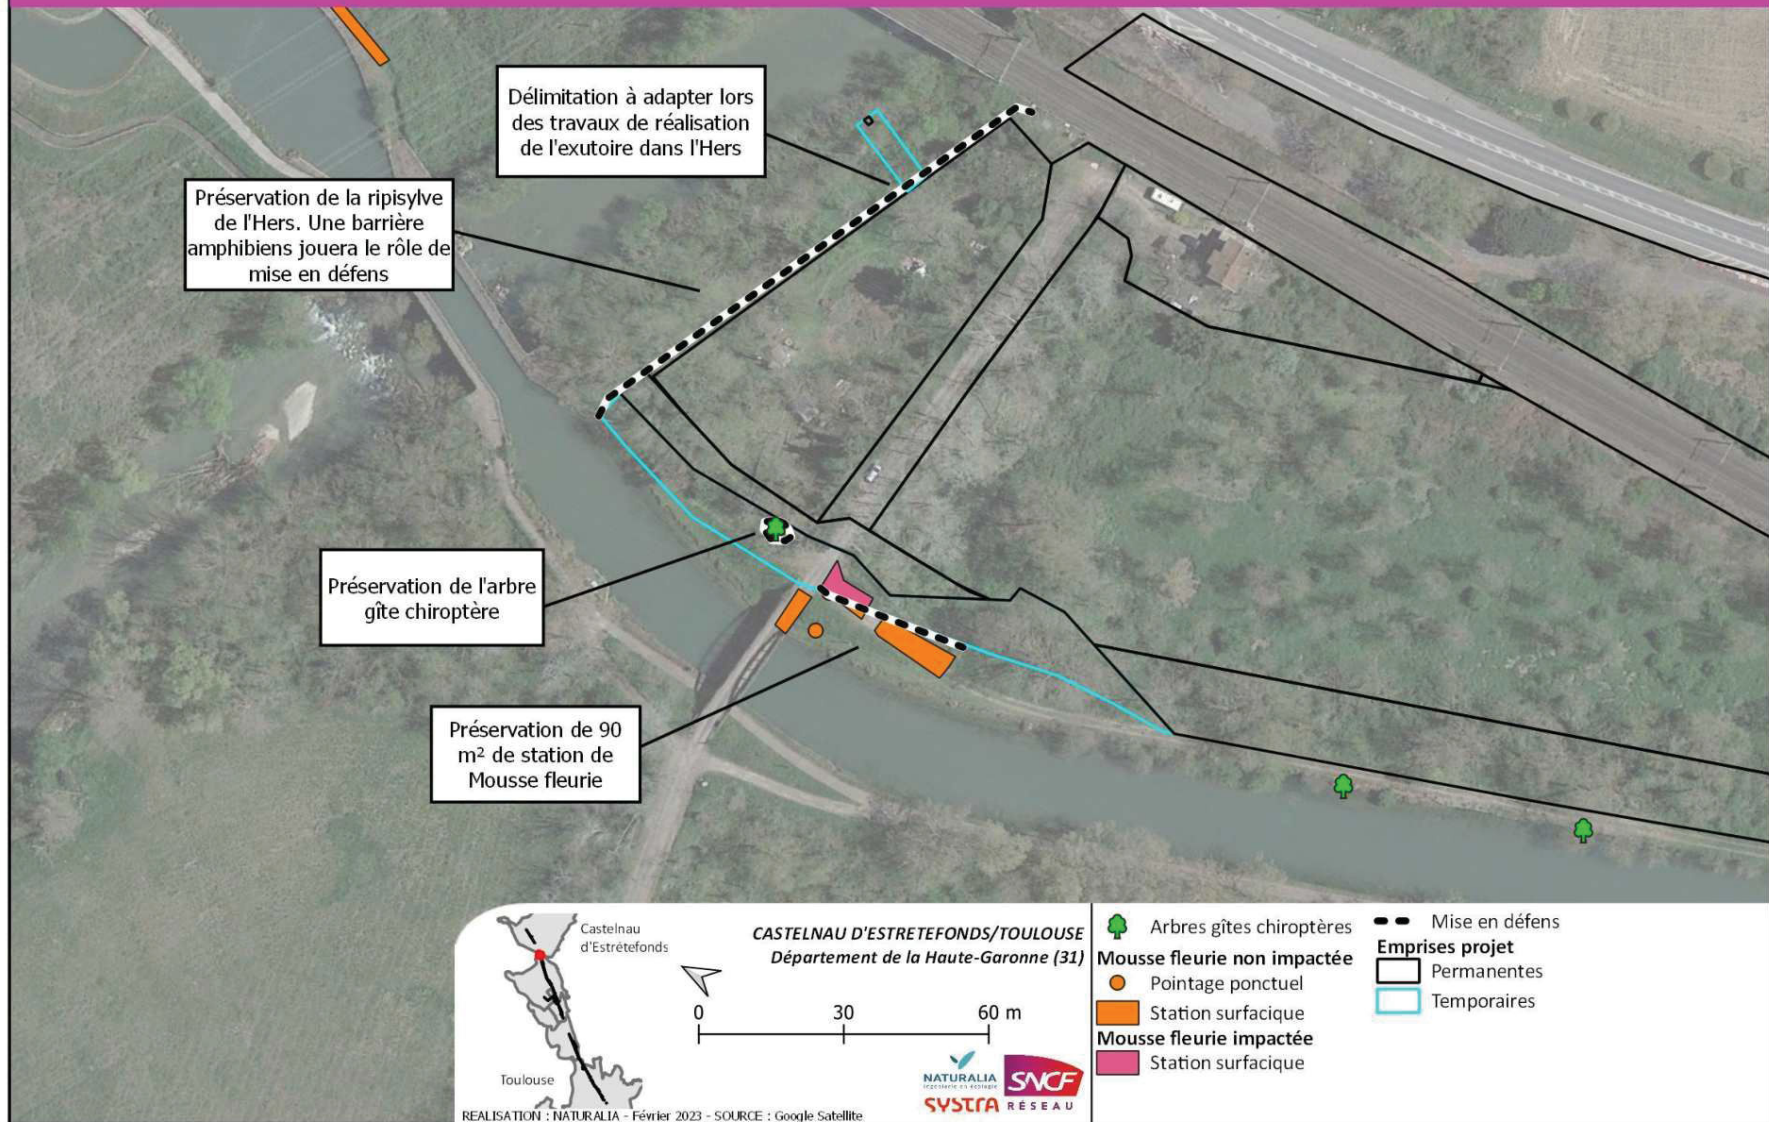 Délimitation à adapter lors
des travaux de réalisation
de l'exutoire dans l'Hers
Préservation de la ripisylve
de l'Hers. Une barrière
amphibiens jouera le rôle de
mise en défens
Préservation de l'arbre
gîte chiroptère
Préservation de 90
m² de station de
Mousse fleurie
Castelnau
d'Estrétefonds
Toulouse
CASTELNAU D'ESTRETEFONDS/TOULOUSE
Département de la Haute-Garonne (31)
0 30 60 m
NATURALIA
ingénierie en écologie
SYSTRA
SNCF
RÉSEAU
REALISATION : NATURALIA - Février 2023 - SOURCE : Google Satellite
Arbres gîtes chiroptères
Mousse fleurie non impactée
Pointage ponctuel
Station surfacique
Mousse fleurie impactée
Station surfacique
Mise en défens
Emprises projet
Permanentes
Temporaires